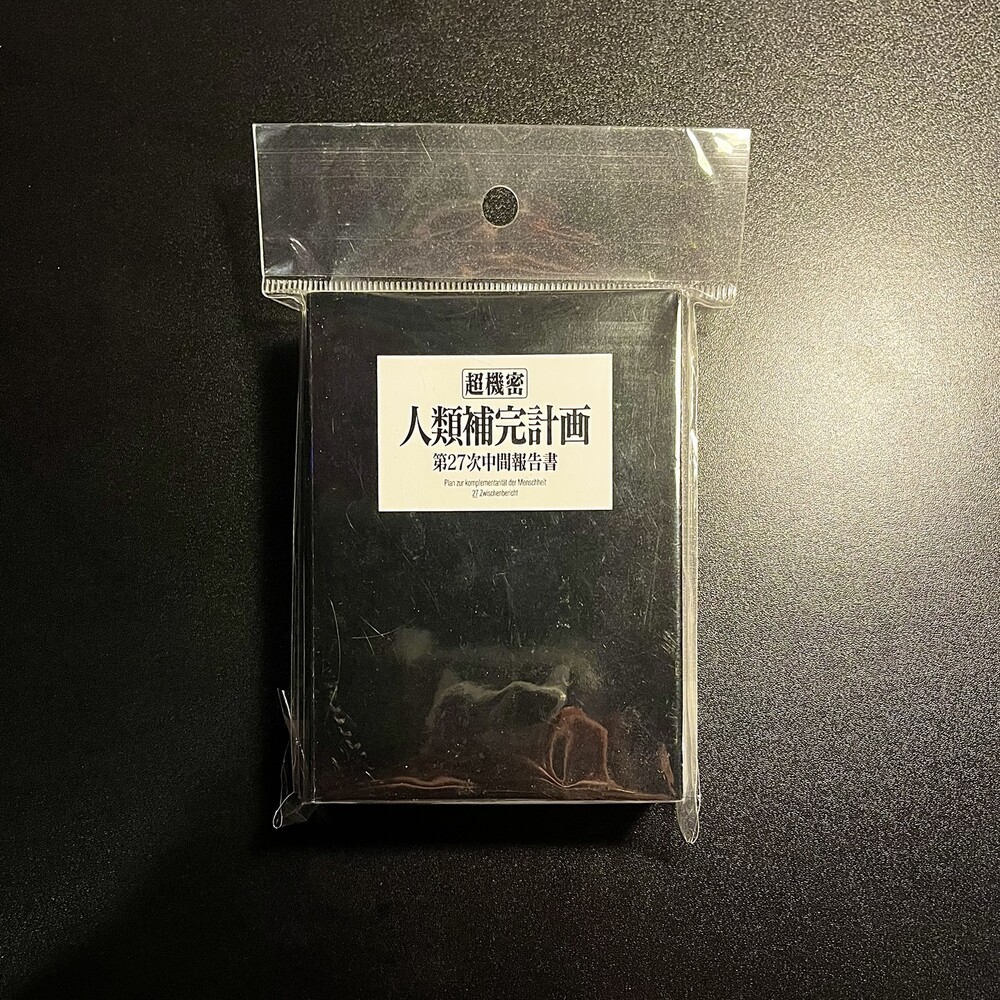 超機密
人類補完計画
第27次中間報告書
Plan zur komplementarität der Menschheit
27. Zwischenbericht